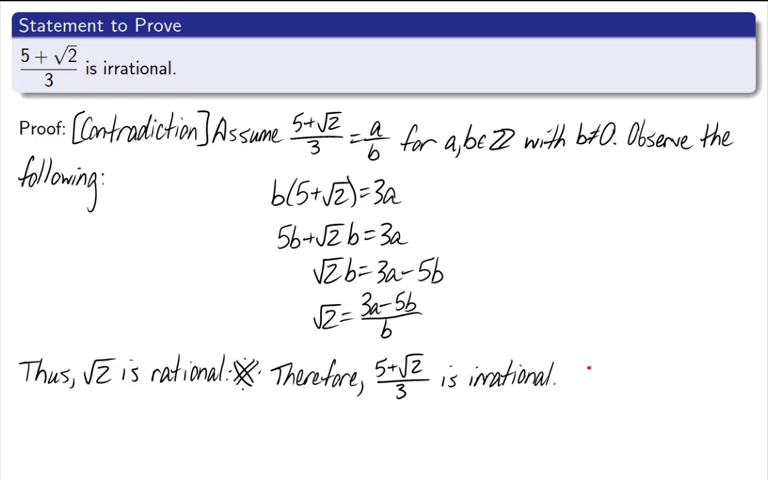 Statement to Prove
(5 + √2)/3 is irrational.
Proof: [Contradiction] Assume (5+√2)/3 = a/b for a,b∈ℤ with b≠0. Observe the
following:
b(5+√2)=3a
5b+√2 b=3a
√2 b=3a-5b
√2 = (3a-5b)/b
Thus, √2 is rational. ※ Therefore, (5+√2)/3 is irrational.